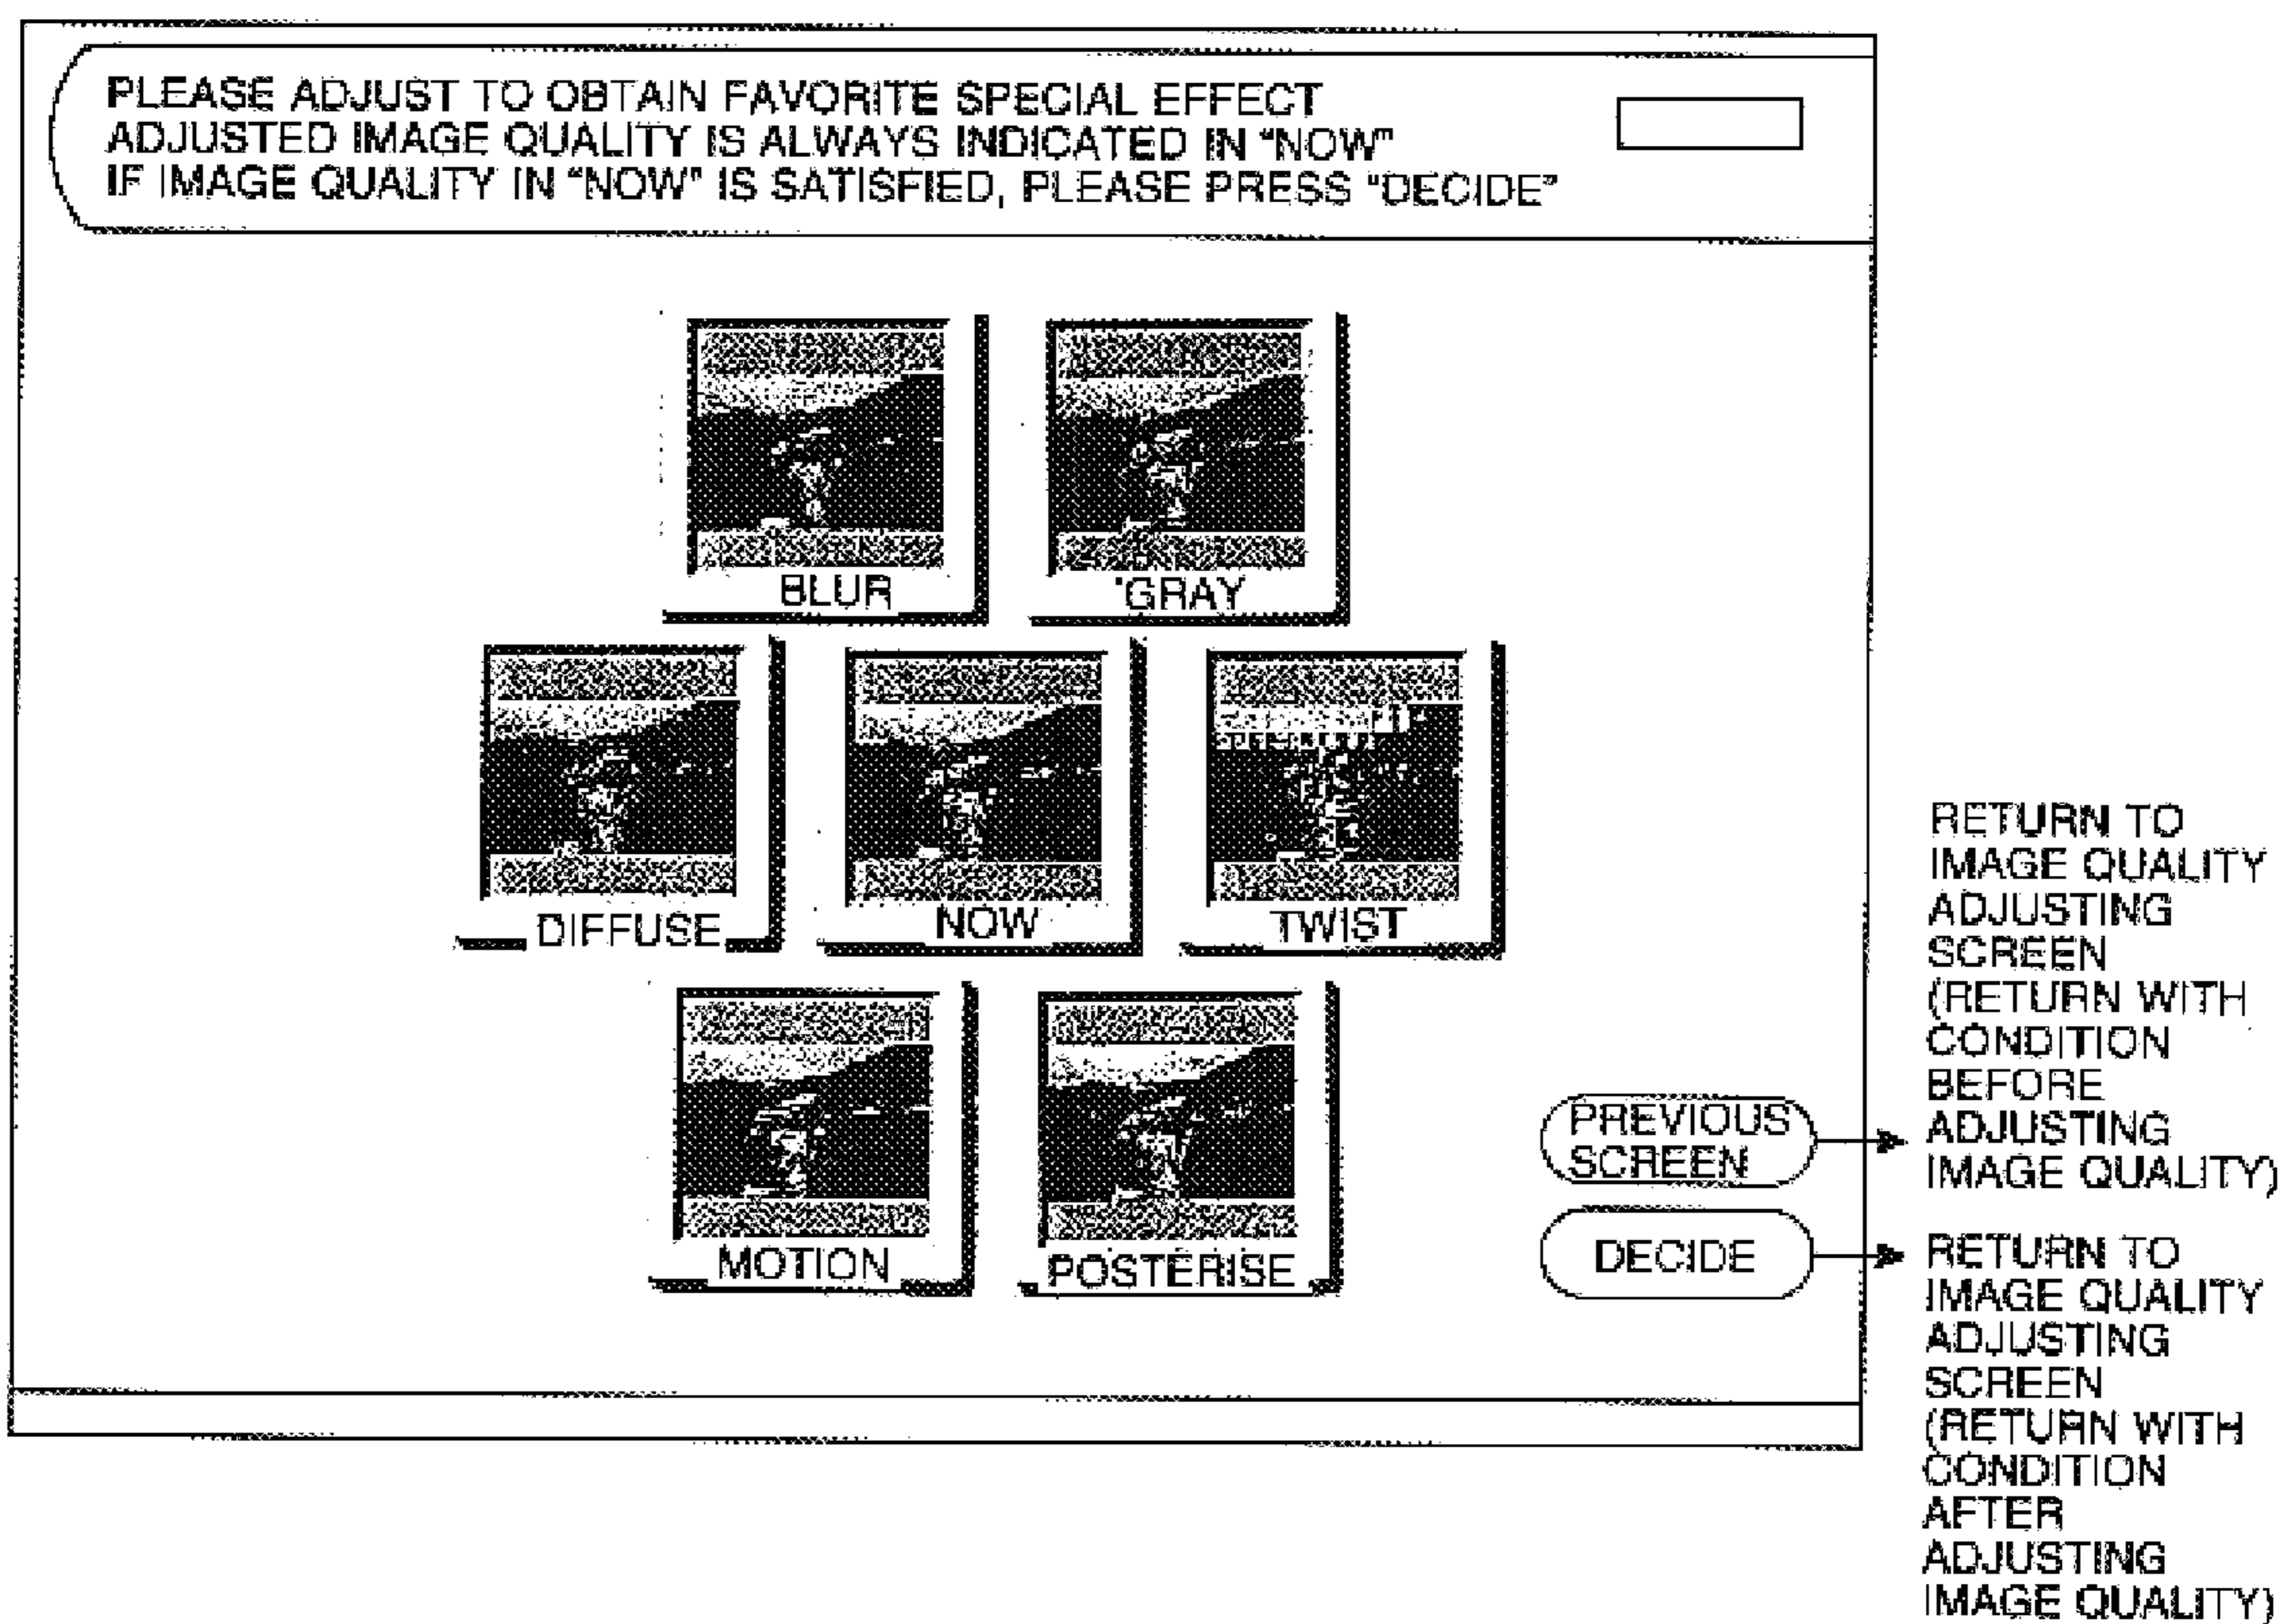 PLEASE ADJUST TO OBTAIN FAVORITE SPECIAL EFFECT
ADJUSTED IMAGE QUALITY IS ALWAYS INDICATED IN "NOW"
IF IMAGE QUALITY IN "NOW" IS SATISFIED, PLEASE PRESS "DECIDE"
BLUR
GRAY
DIFFUSE
NOW
TWIST
MOTION
POSTERISE
PREVIOUS
SCREEN
RETURN TO
IMAGE QUALITY
ADJUSTING
SCREEN
(RETURN WITH
CONDITION
BEFORE
ADJUSTING
IMAGE QUALITY)
DECIDE
RETURN TO
IMAGE QUALITY
ADJUSTING
SCREEN
(RETURN WITH
CONDITION
AFTER
ADJUSTING
IMAGE QUALITY)